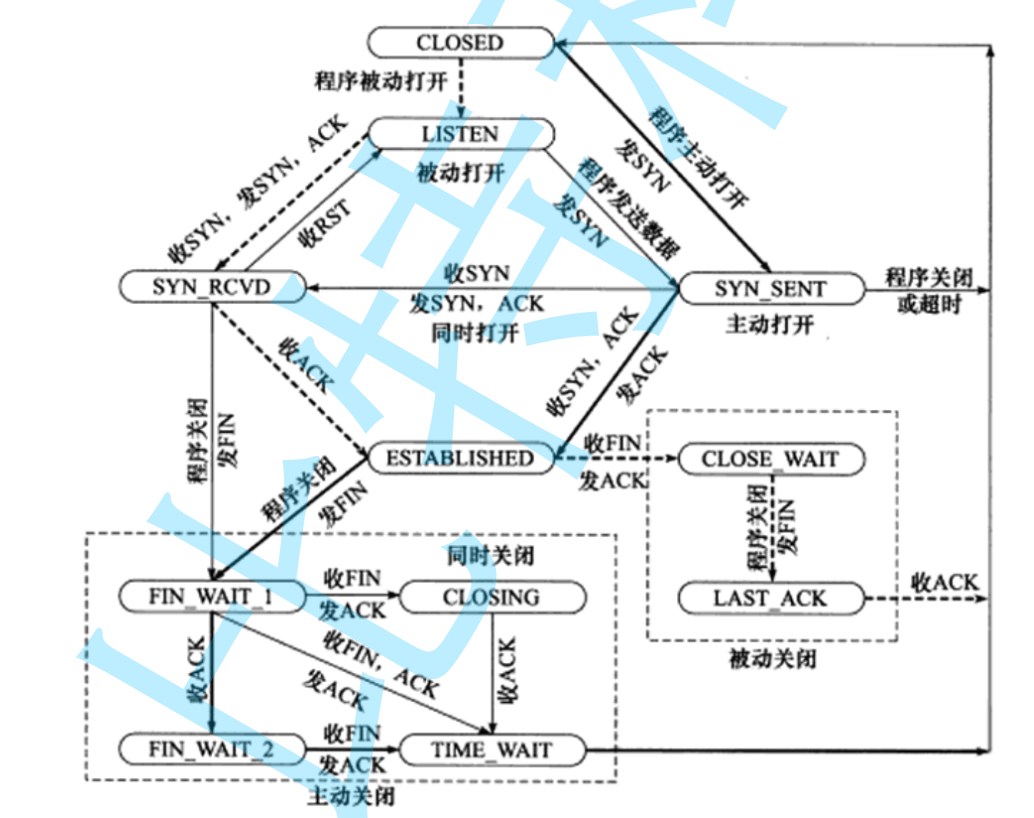 CLOSED
程序被动打开
LISTEN
被动打开
收SYN，发SYN，ACK
收RST
程序发送数据
发SYN
程序主动打开
发SYN
SYN_RCVD
收SYN
发SYN，ACK
同时打开
SYN_SENT
主动打开
程序关闭
或超时
收ACK
收SYN，ACK
发ACK
程序关闭
发FIN
ESTABLISHED
收FIN
发ACK
CLOSE_WAIT
程序关闭
发FIN
程序关闭
发FIN
同时关闭
FIN_WAIT_1
收FIN
发ACK
CLOSING
LAST_ACK
收ACK
被动关闭
收ACK
收FIN，ACK
发ACK
收ACK
FIN_WAIT_2
收FIN
发ACK
TIME_WAIT
主动关闭